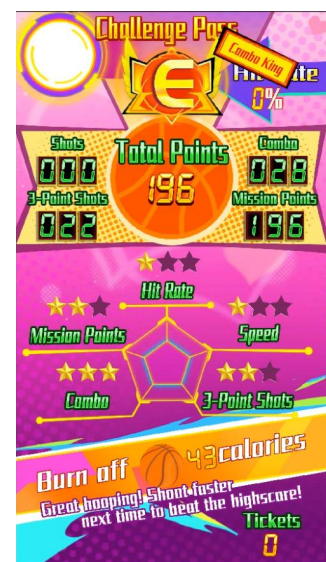 Challenge Pass
Combo King
Hit Rate
0%
E
Shots
000
Total Points
196
Combo
028
3-Point Shots
022
Mission Points
196
Hit Rate
Mission Points
Speed
Combo
3-Point Shots
Burn off 43calories
Great hooping! Shoot faster
next time to beat the highscore!
Tickets
0